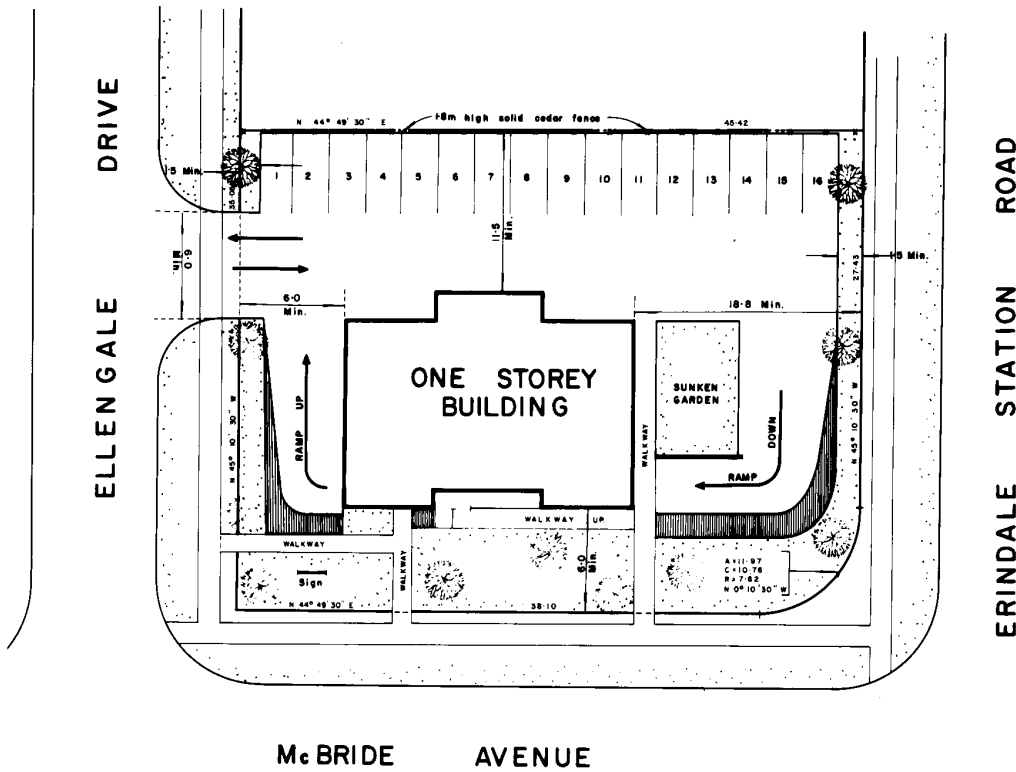 N 44° 49' 30" E
1·8m high solid cedar fence
45·42
1·5 Min.
1
2
3
4
5
6
7
8
9
10
11
12
13
14
15
16
6·0 Min.
11·5 Min.
27·43
1·5 Min.
6·0
Min.
18·8 Min.
ONE STOREY
BUILDING
SUNKEN
GARDEN
RAMP UP
RAMP DOWN
WALKWAY
N 45° 10' 30" W
N 45° 10' 30" W
WALKWAY UP
WALKWAY
WALKWAY
Sign
6·0 Min.
A=11·97
C=10·76
R=7·62
N 0° 10' 30" W
N 44° 49' 30" E
38·10
ELLENGALE DRIVE
ERINDALE STATION ROAD
McBRIDE AVENUE